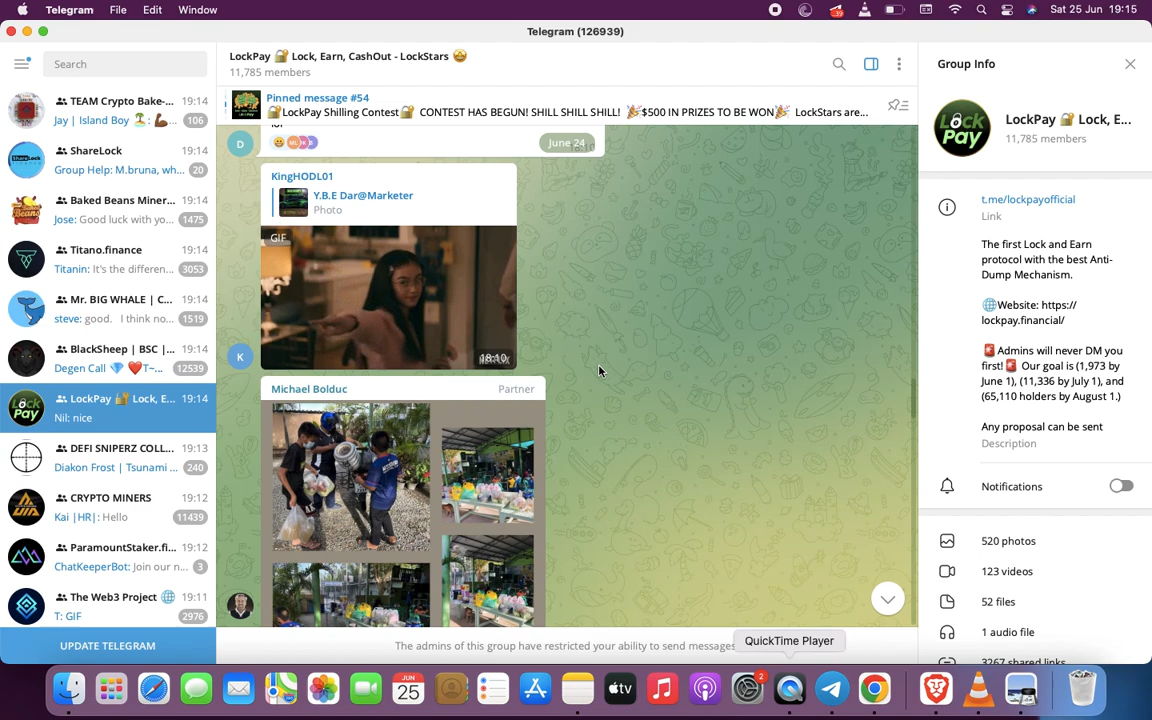 Telegram File Edit Window
39
2
Sat 25 Jun 19:15
Telegram (126939)
Search
TEAM Crypto Bake-... 19:14
Jay | Island Boy 🏝️: 💪... 106
ShareLock 19:14
Group Help: M.bruna, wh... 20
Baked Beans Miner... 19:14
Jose: Good luck with yo... 1475
Titano.finance 19:14
Titanin: It's the differen... 3053
Mr. BIG WHALE | C... 19:14
steve: good. I think no... 1519
BlackSheep | BSC |... 19:14
Degen Call 💎 ❤️T~... 12539
LockPay 🔐 Lock, E... 19:14
Nil: nice
DEFI SNIPERZ COLL... 19:13
Diakon Frost | Tsunami ... 240
CRYPTO MINERS 19:12
Kai |HR|: Hello 11439
ParamountStaker.fi... 19:12
ChatKeeperBot: Join our n... 3
The Web3 Project 🌐 19:11
T: GIF 2976
UPDATE TELEGRAM
LockPay 🔐 Lock, Earn, CashOut - LockStars 🤩
11,785 members
Pinned message #54
🔐LockPay Shilling Contest🔐 CONTEST HAS BEGUN! SHILL SHILL SHILL! 🎉$500 IN PRIZES TO BE WON🎉 LockStars are...
D
June 24
KingHODL01
Y.B.E Dar@Marketer
Photo
GIF
18:10
NETFLIX
K
Michael Bolduc Partner
The admins of this group have restricted your ability to send messages
QuickTime Player
Group Info
LockPay 🔐 Lock, E...
11,785 members
Lock
Pay
t.me/lockpayofficial
Link
The first Lock and Earn
protocol with the best Anti-
Dump Mechanism.
🌐Website: https://
lockpay.financial/
🚨Admins will never DM you
first!🚨 Our goal is (1,973 by
June 1), (11,336 by July 1), and
(65,110 holders by August 1.)
Any proposal can be sent
Description
Notifications
520 photos
123 videos
52 files
1 audio file
3267 shared links
JUN
25
tv